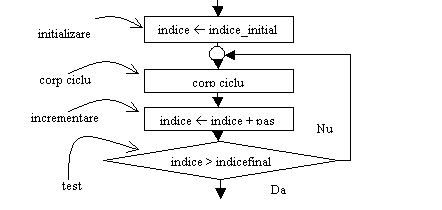 indice ← indice_initial
initializare
corp ciclu
corp ciclu
indice ← indice + pas
incrementare
Nu
indice > indicefinal
test
Da